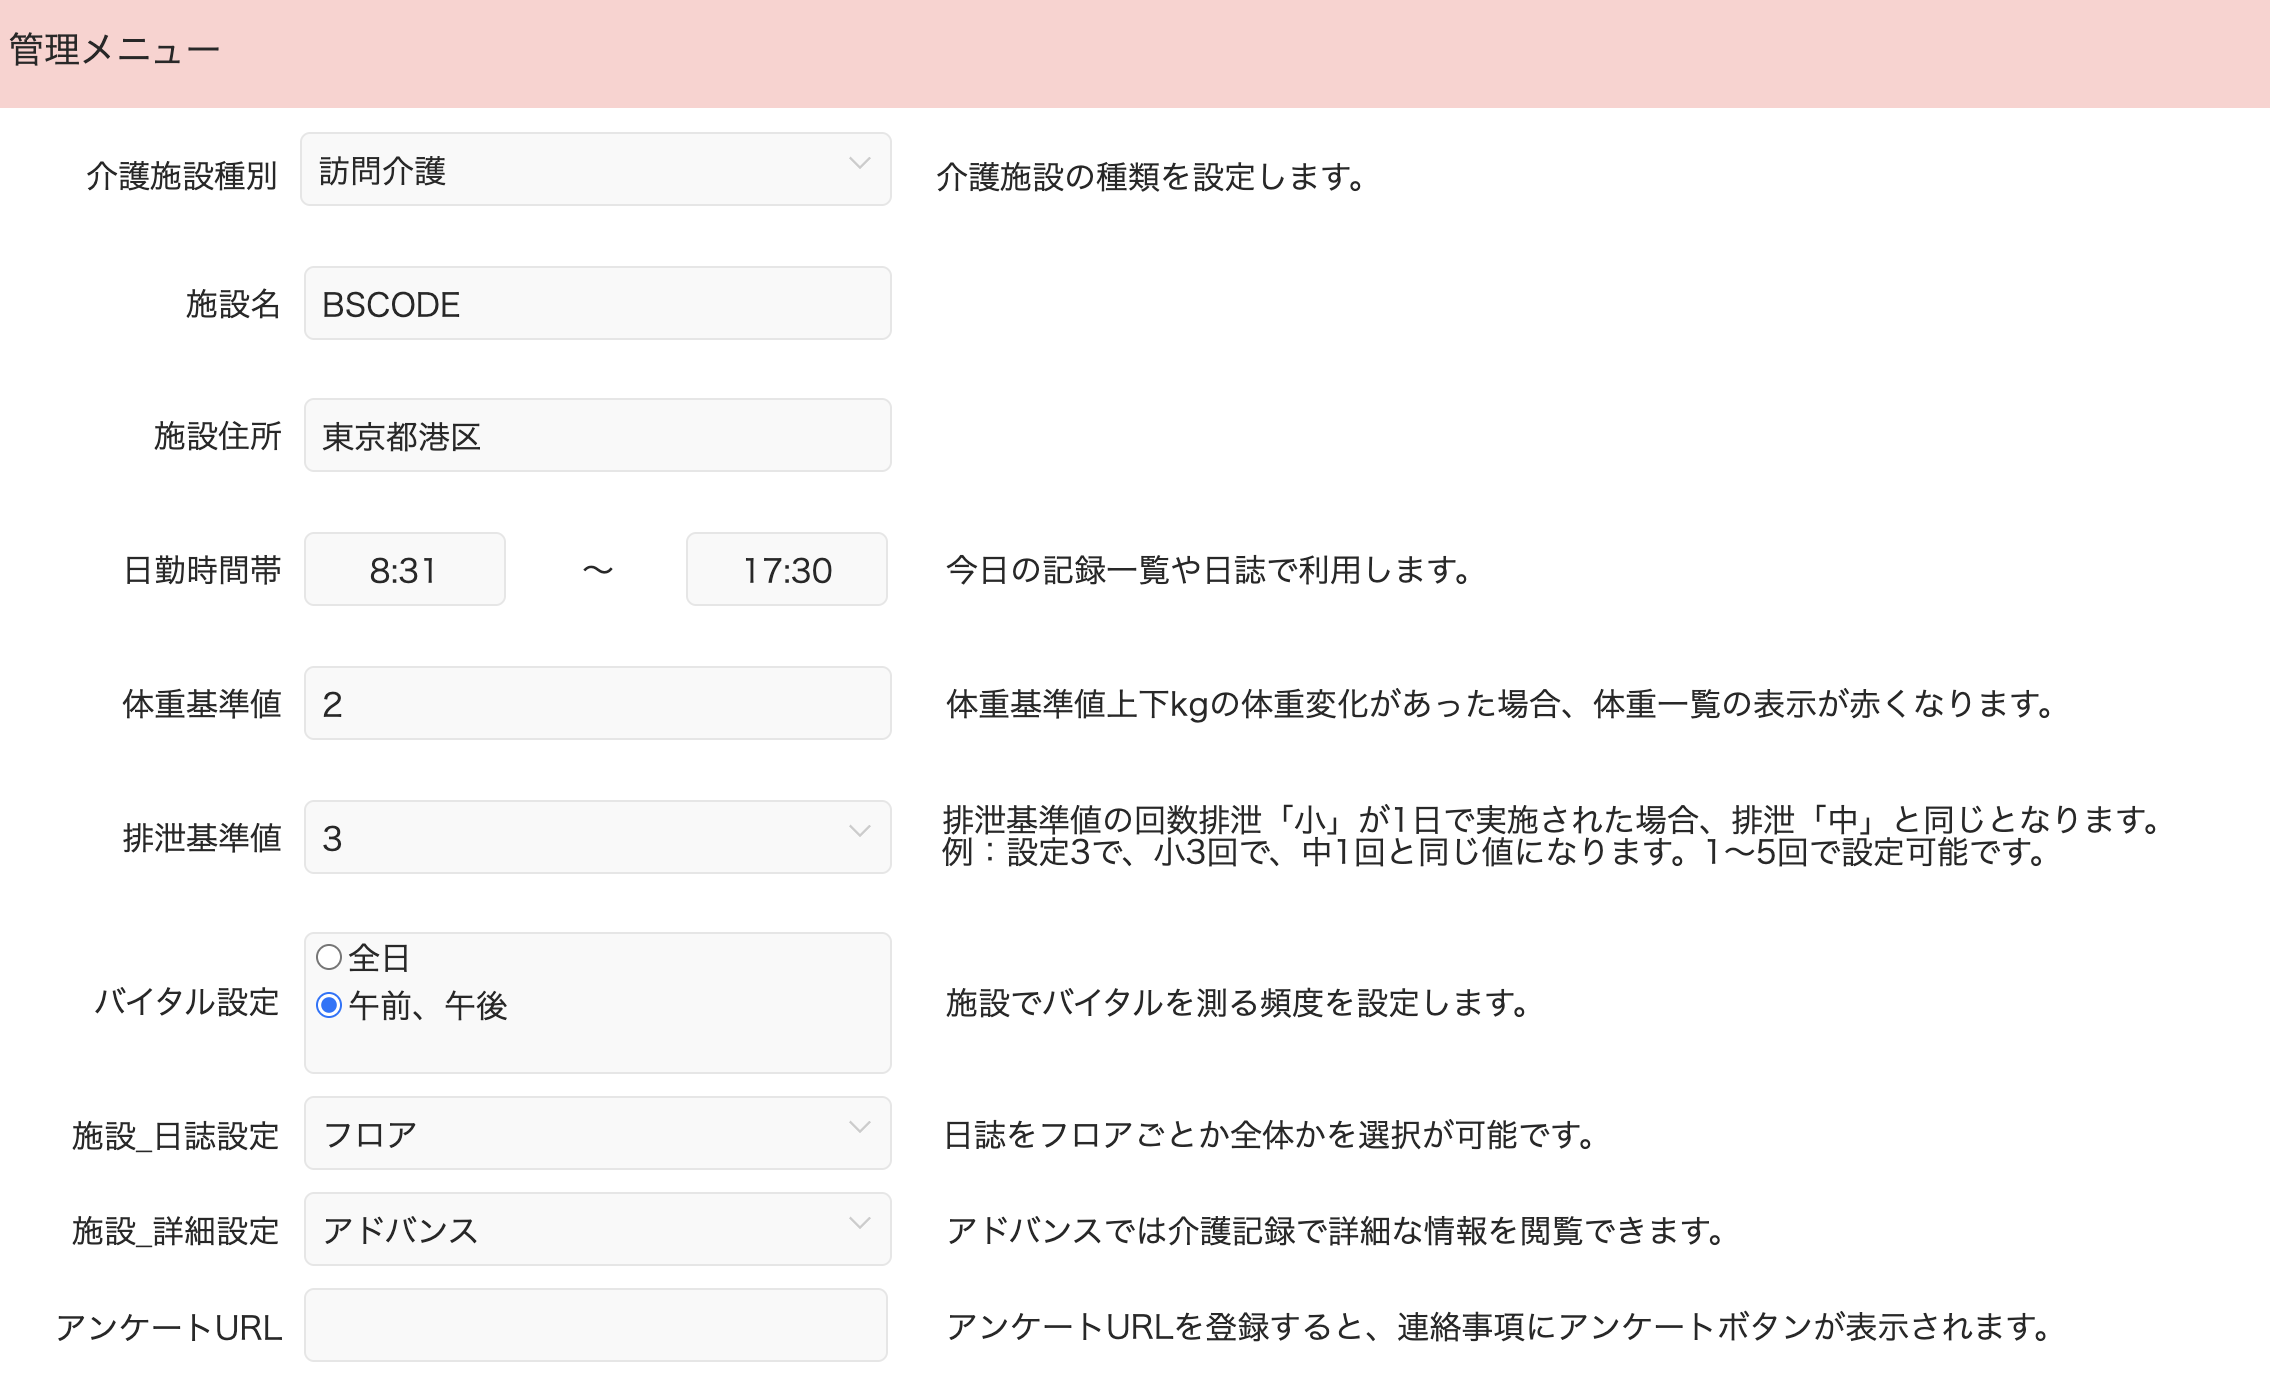 管理メニュー
介護施設種別 訪問介護 介護施設の種類を設定します。
施設名 BSCODE
施設住所 東京都港区
日勤時間帯 8:31 〜 17:30 今日の記録一覧や日誌で利用します。
体重基準値 2 体重基準値上下kgの体重変化があった場合、体重一覧の表示が赤くなります。
排泄基準値 3 排泄基準値の回数排泄「小」が1日で実施された場合、排泄「中」と同じとなります。
例：設定3で、小3回で、中1回と同じ値になります。1〜5回で設定可能です。
全日
バイタル設定 午前、午後 施設でバイタルを測る頻度を設定します。
施設_日誌設定 フロア 日誌をフロアごとか全体かを選択が可能です。
施設_詳細設定 アドバンス アドバンスでは介護記録で詳細な情報を閲覧できます。
アンケートURL アンケートURLを登録すると、連絡事項にアンケートボタンが表示されます。